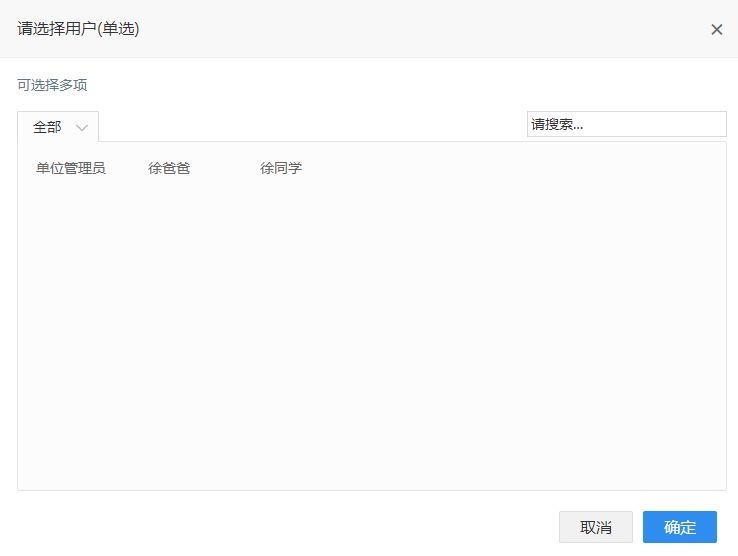 请选择用户(单选)
可选择多项
全部
请搜索...
单位管理员 徐爸爸 徐同学
取消 确定